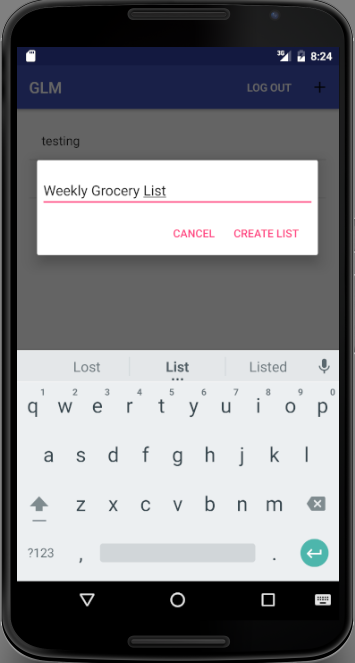 3G 8:24
GLM LOG OUT +
testing
Weekly Grocery List
CANCEL CREATE LIST
Lost List Listed
1 2 3 4 5 6 7 8 9 0
q w e r t y u i o p
a s d f g h j k l
z x c v b n m
?123 , .